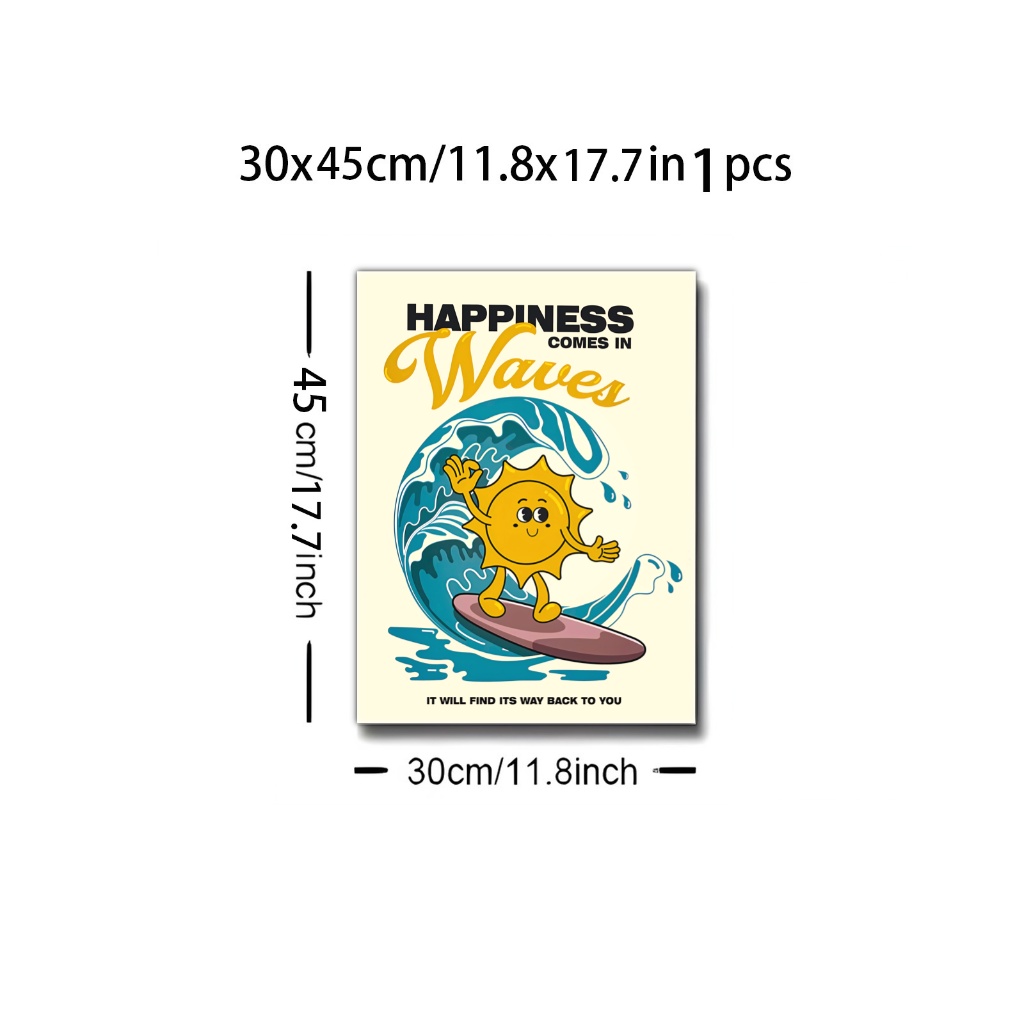 30x45cm/11.8x17.7in 1 pcs
HAPPINESS
COMES IN
Waves
IT WILL FIND ITS WAY BACK TO YOU
45 cm/17.7inch
30cm/11.8inch